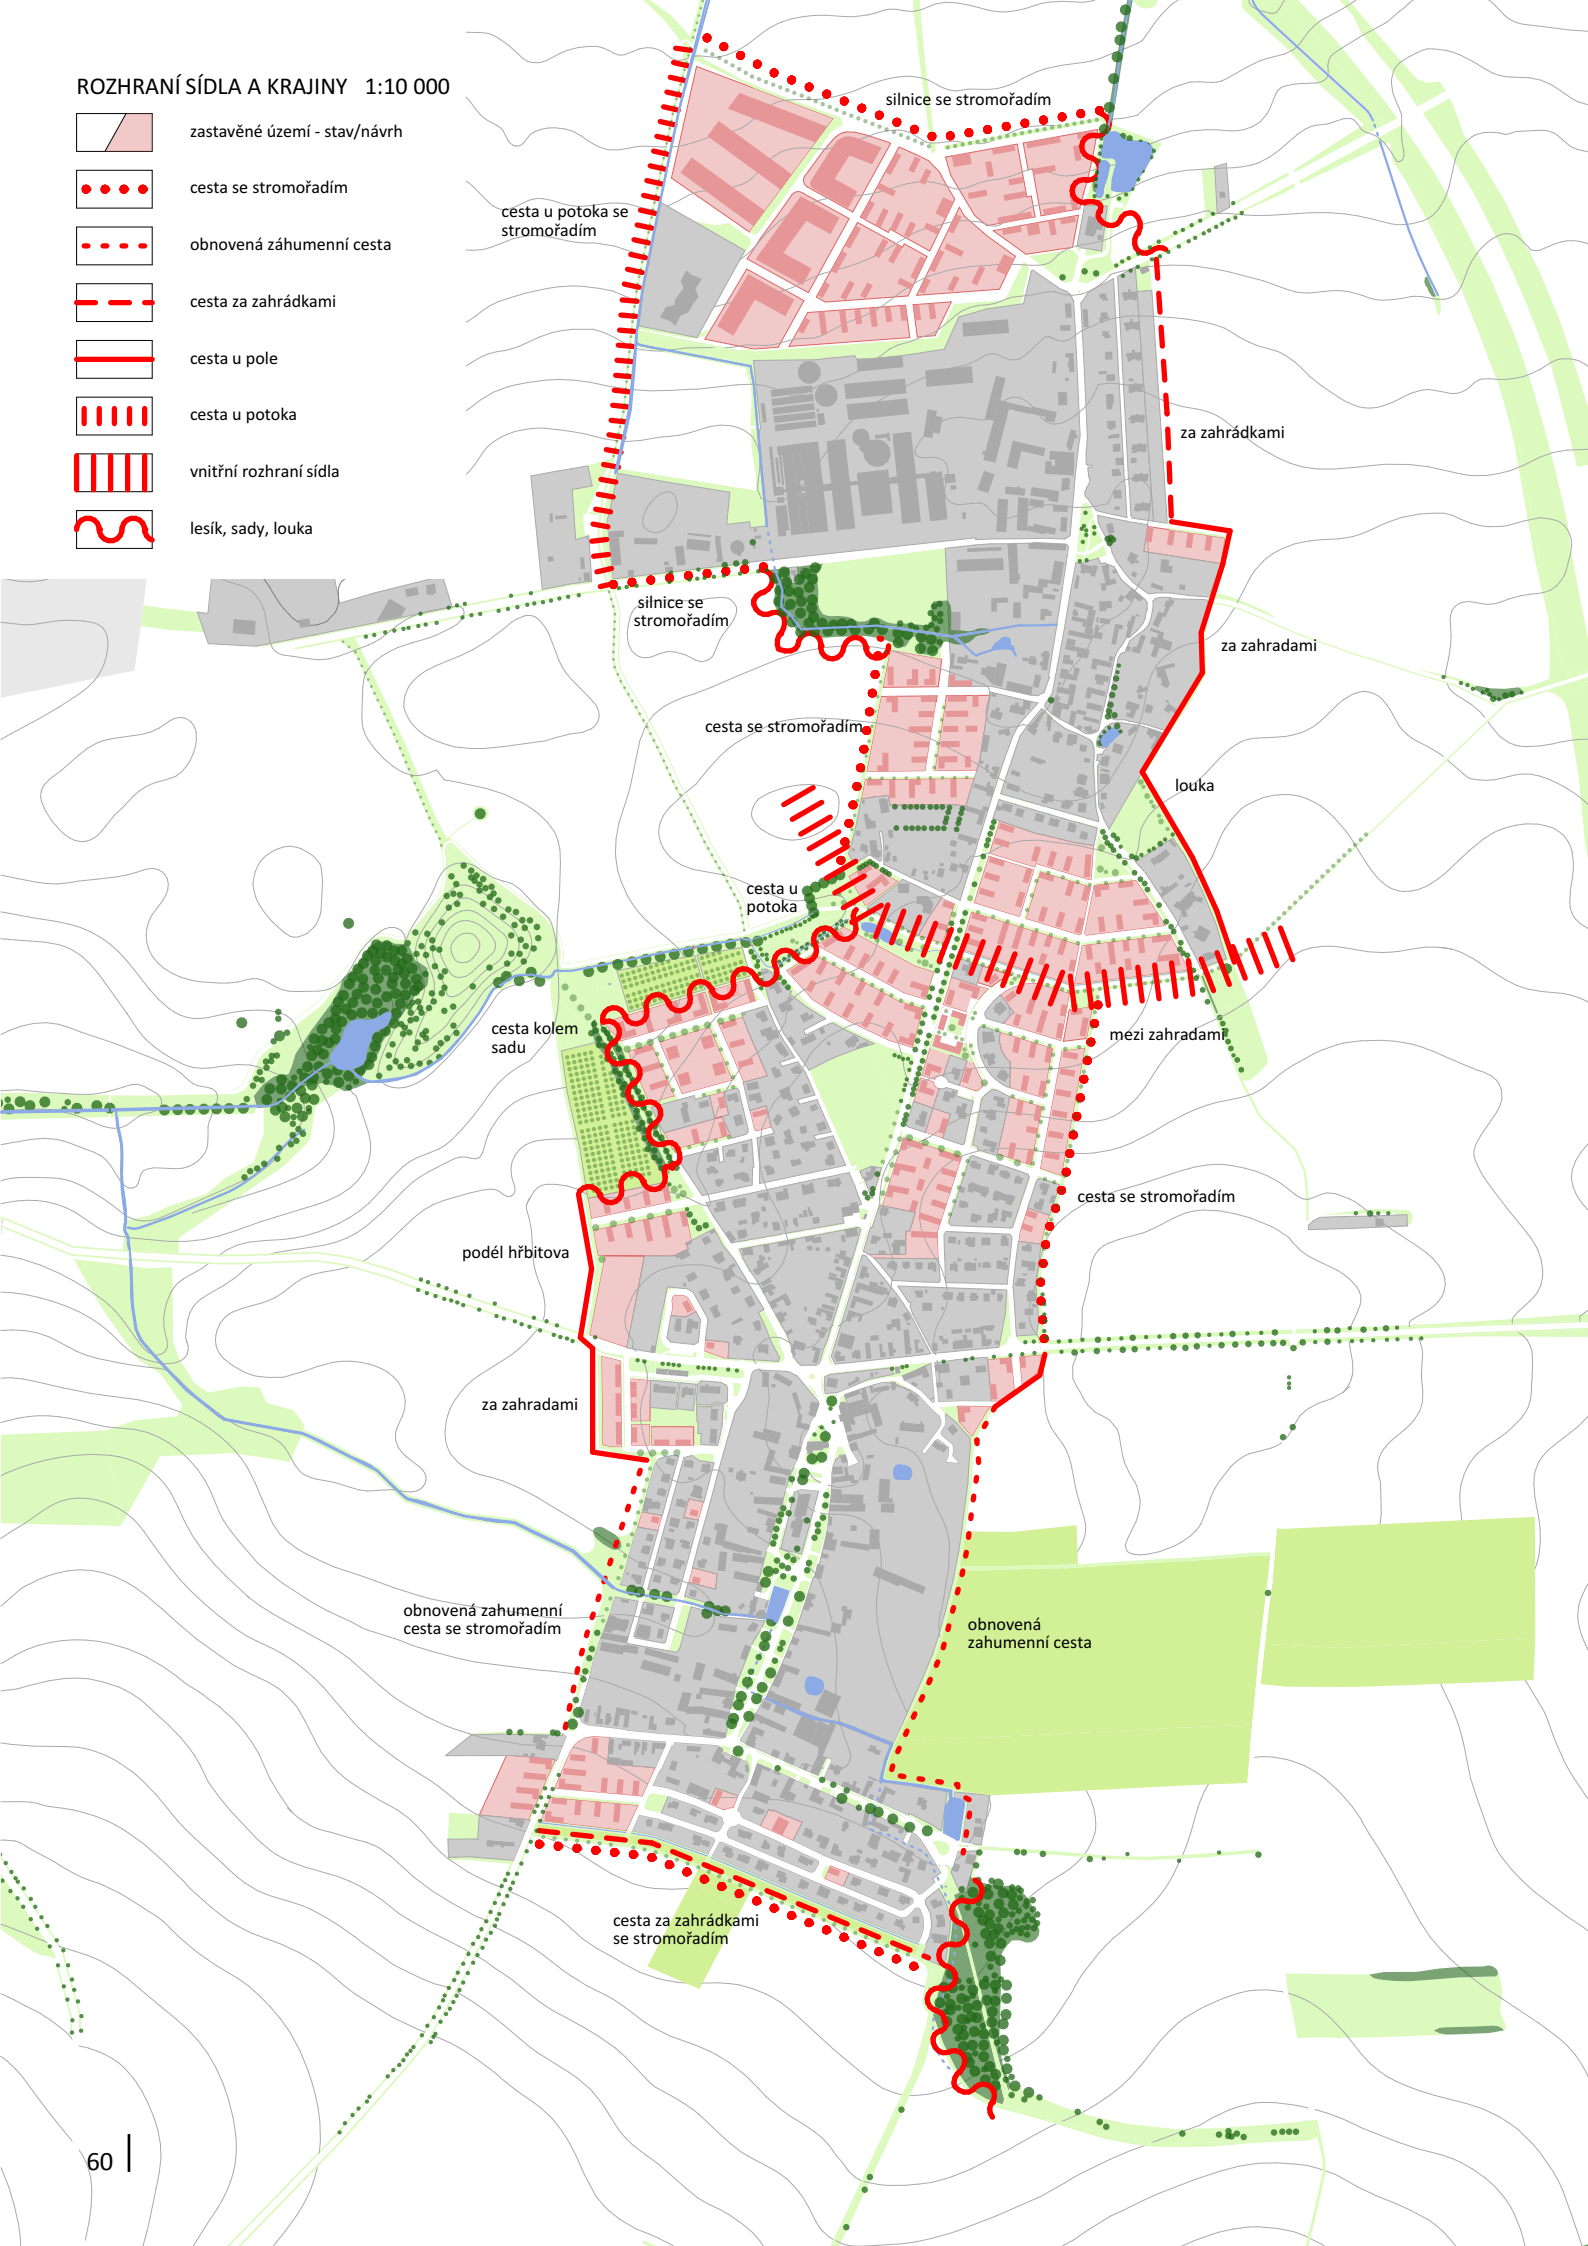 ROZHRANÍ SÍDLA A KRAJINY 1:10 000
zastavěné území - stav/návrh
cesta se stromořadím
obnovená záhumenní cesta
cesta za zahrádkami
cesta u pole
cesta u potoka
vnitřní rozhraní sídla
lesík, sady, louka
silnice se stromořadím
cesta u potoka se
stromořadím
za zahrádkami
silnice se
stromořadím
za zahradami
cesta se stromořadím
louka
cesta u
potoka
cesta kolem
sadu
mezi zahradami
cesta se stromořadím
podél hřbitova
za zahradami
obnovená zahumenní
cesta se stromořadím
obnovená
zahumenní cesta
cesta za zahrádkami
se stromořadím
60